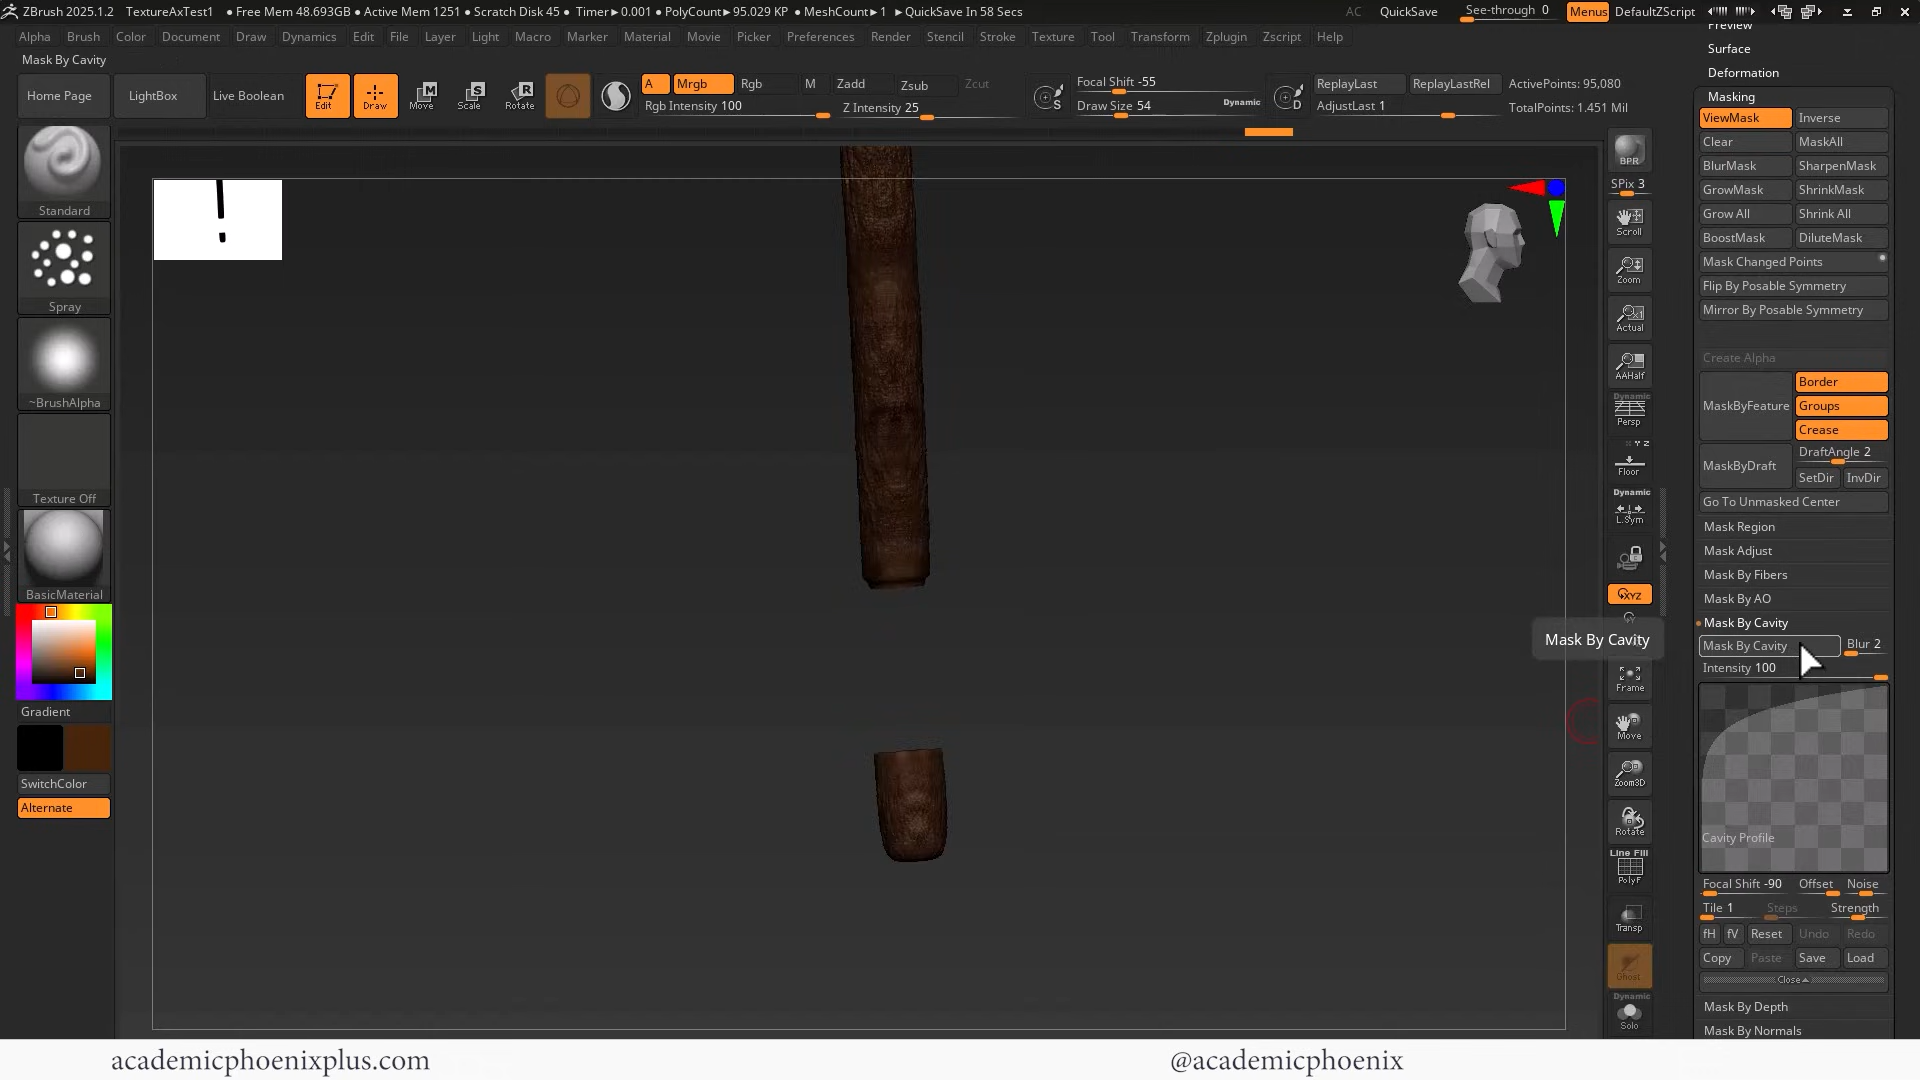 ZBrush 2025.1.2 TextureAxTest1 ● Free Mem 48.693GB ● Active Mem 1251 ● Scratch Disk 45 ● Timer▸0.001 ● PolyCount▸95.029 KP ● MeshCount▸1 ▸QuickSave In 58 Secs AC QuickSave See-through 0 Menus DefaultZScript
Alpha Brush Color Document Draw Dynamics Edit File Layer Light Macro Marker Material Movie Picker Preferences Render Stencil Stroke Texture Tool Transform Zplugin Zscript Help
Mask By Cavity
Home Page LightBox Live Boolean Edit Draw Move Scale Rotate
A Mrgb Rgb M Zadd Zsub Zcut
Rgb Intensity 100 Z Intensity 25
Focal Shift -55
Draw Size 54 Dynamic
ReplayLast ReplayLastRel ActivePoints: 95,080
AdjustLast 1 TotalPoints: 1.451 Mil
Standard
Spray
~BrushAlpha
Texture Off
BasicMaterial
Gradient
SwitchColor
Alternate
BPR
SPix 3
Scroll
Zoom
Actual
AAHalf
Dynamic
Persp
Floor
Dynamic
L.Sym
XYZ
Mask By Cavity
Frame
Move
Zoom3D
Rotate
Line Fill
PolyF
Transp
Ghost
Dynamic
Solo
Preview
Surface
Deformation
Masking
ViewMask Inverse
Clear MaskAll
BlurMask SharpenMask
GrowMask ShrinkMask
Grow All Shrink All
BoostMask DiluteMask
Mask Changed Points
Flip By Posable Symmetry
Mirror By Posable Symmetry
Create Alpha
MaskByFeature Border
Groups
Crease
MaskByDraft DraftAngle 2
SetDir InvDir
Go To Unmasked Center
Mask Region
Mask Adjust
Mask By Fibers
Mask By AO
Mask By Cavity
Mask By Cavity Blur 2
Intensity 100
Cavity Profile
Focal Shift -90 Offset Noise
Tile 1 Steps Strength
fH fV Reset Undo Redo
Copy Paste Save Load
Close
Mask By Depth
Mask By Normals
academicphoenixplus.com @academicphoenix